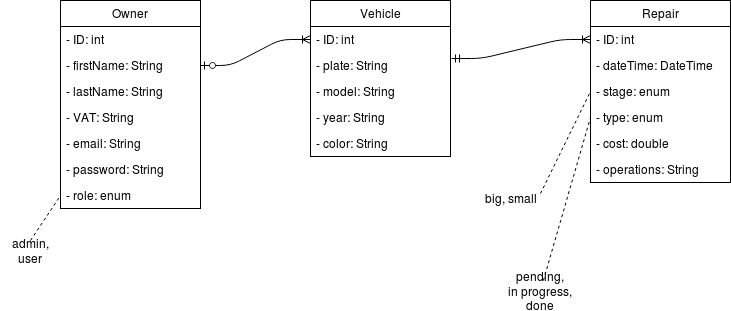 Owner
- ID: int
- firstName: String
- lastName: String
- VAT: String
- email: String
- password: String
- role: enum
admin,
user
Vehicle
- ID: int
- plate: String
- model: String
- year: String
- color: String
Repair
- ID: int
- dateTime: DateTime
- stage: enum
- type: enum
- cost: double
- operations: String
big, small
pending,
in progress,
done